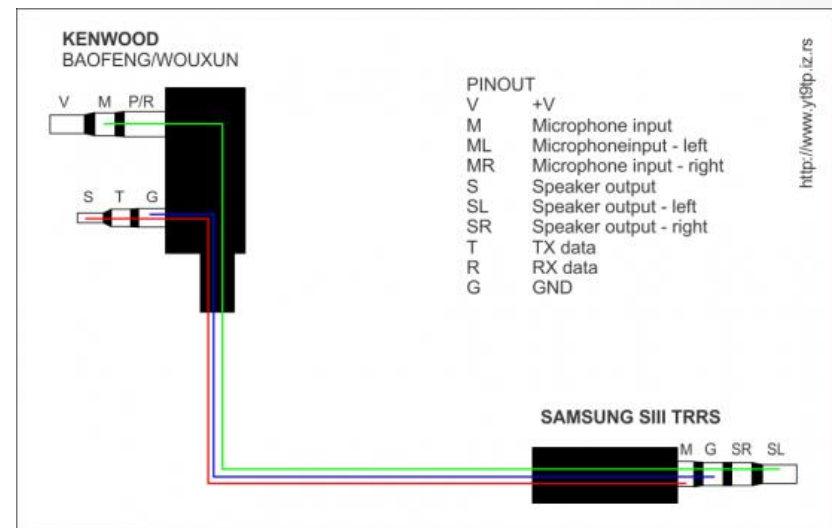 KENWOOD
BAOFENG/WOUXUN
V M P/R
S T G
PINOUT
V +V
M Microphone input
ML Microphoneinput - left
MR Microphone input - right
S Speaker output
SL Speaker output - left
SR Speaker output - right
T TX data
R RX data
G GND
http://www.yt9tp.iz.rs
SAMSUNG SIII TRRS
M G SR SL